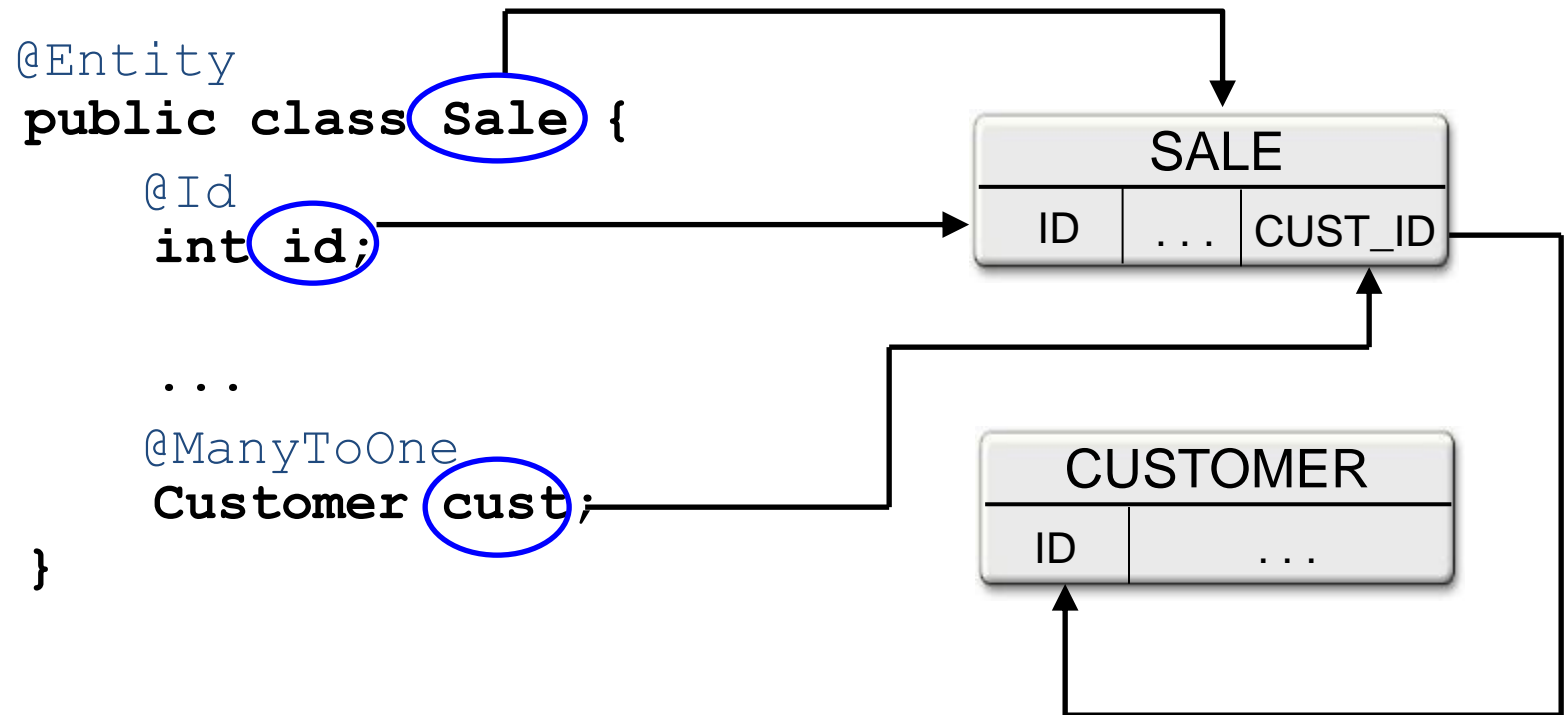 @Entity
public class Sale {
@Id
int id;
...
@ManyToOne
Customer cust;
}
SALE
ID ... CUST_ID
CUSTOMER
ID ...